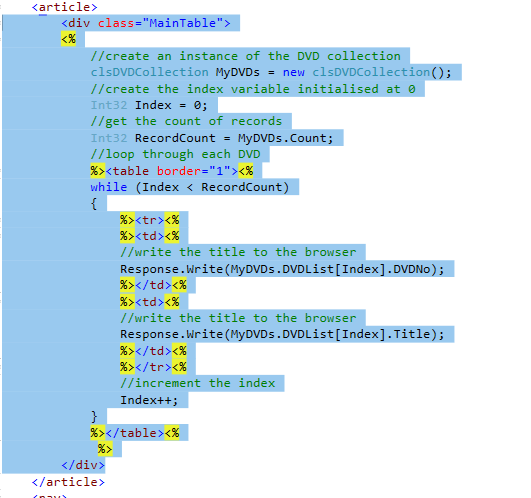 <article>
<div class="MainTable">
<%
//create an instance of the DVD collection
clsDVDCollection MyDVDs = new clsDVDCollection();
//create the index variable initialised at 0
Int32 Index = 0;
//get the count of records
Int32 RecordCount = MyDVDs.Count;
//loop through each DVD
%><table border="1"><%
while (Index < RecordCount)
{
%><tr><%
%><td><%
//write the title to the browser
Response.Write(MyDVDs.DVDList[Index].DVDNo);
%></td><%
%><td><%
//write the title to the browser
Response.Write(MyDVDs.DVDList[Index].Title);
%></td><%
%></tr><%
//increment the index
Index++;
}
%></table><%
%>
</div>
</article>